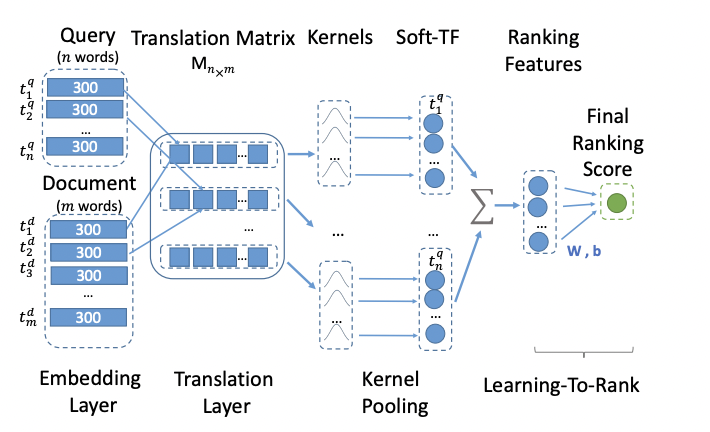 Query
(n words)
Translation Matrix
M_{n×m}
Kernels
Soft-TF
Ranking
Features
t_1^q 300
t_2^q 300
...
t_n^q 300
Document
(m words)
t_1^d 300
t_2^d 300
t_3^d 300
...
t_m^d 300
...
...
...
...
...
...
...
t_1^q
...
...
t_n^q
...
Σ
...
Final
Ranking
Score
W , b
Embedding
Layer
Translation
Layer
Kernel
Pooling
Learning-To-Rank